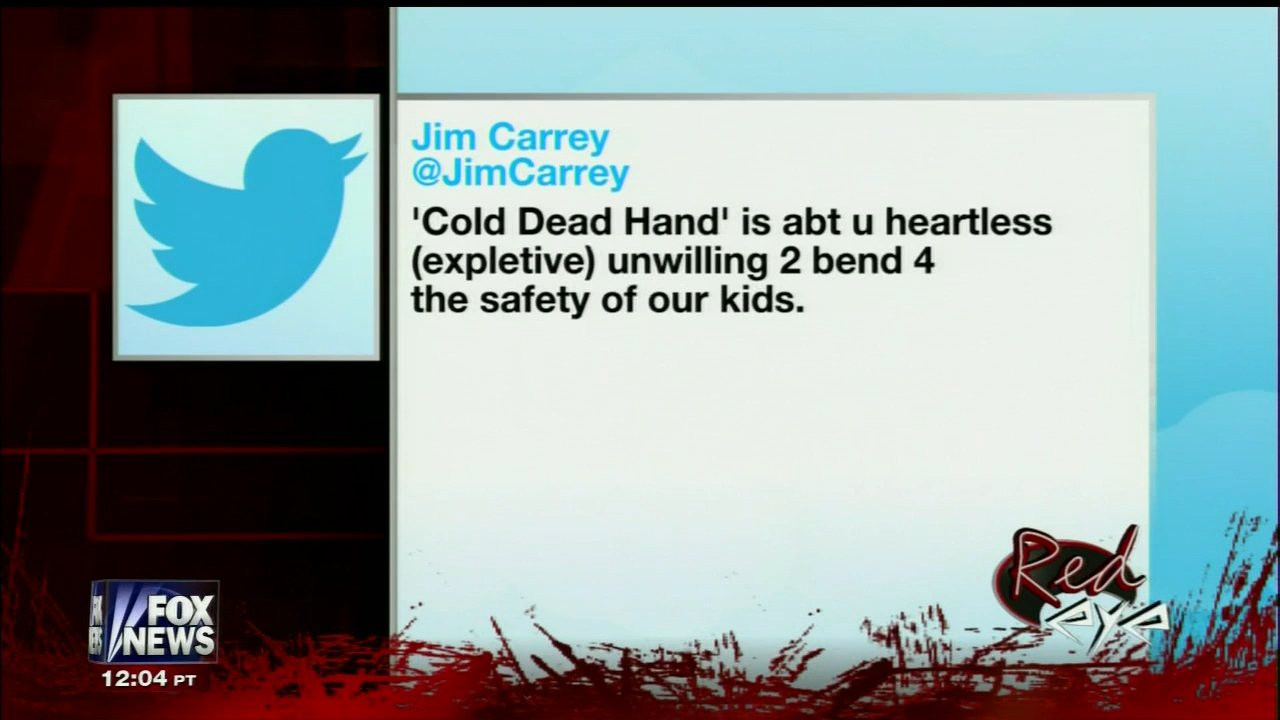 Jim Carrey
@JimCarrey
'Cold Dead Hand' is abt u heartless
(expletive) unwilling 2 bend 4
the safety of our kids.
Red
eye
FOX
NEWS
12:04 PT